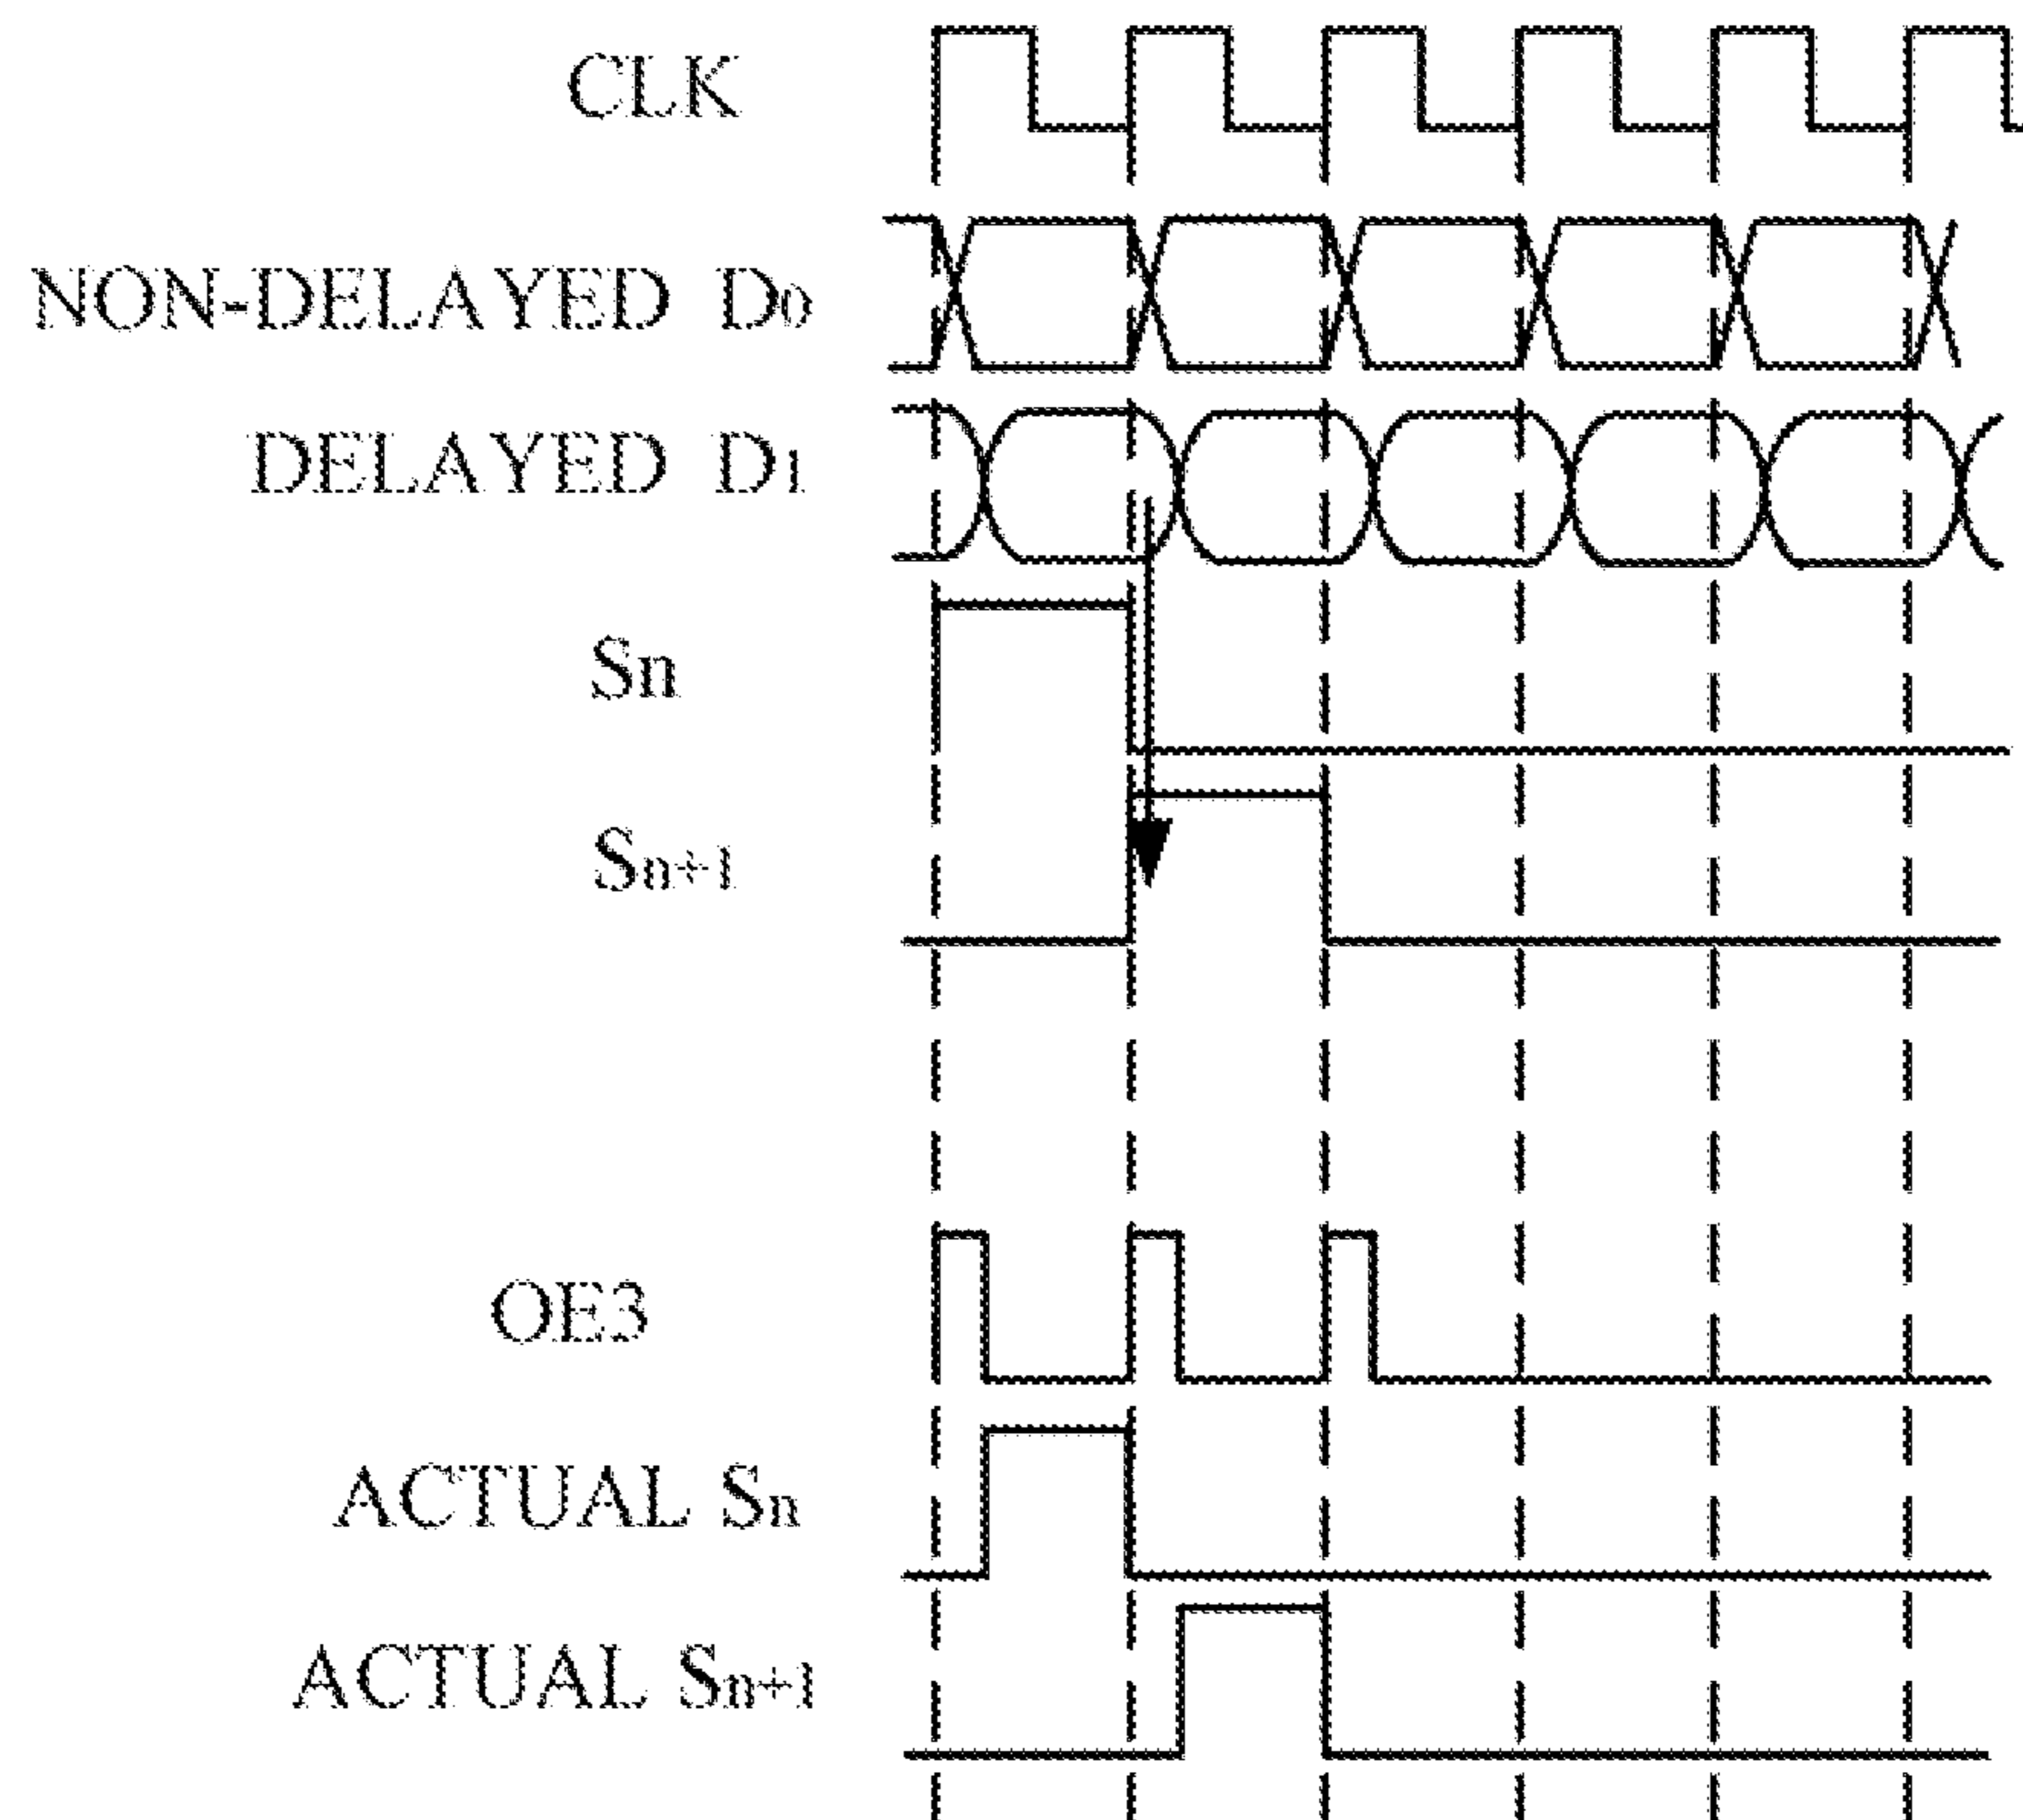 CLK
NON-DELAYED D0
DELAYED D1
Sn
Sn+1
OE3
ACTUAL Sn
ACTUAL Sn+1